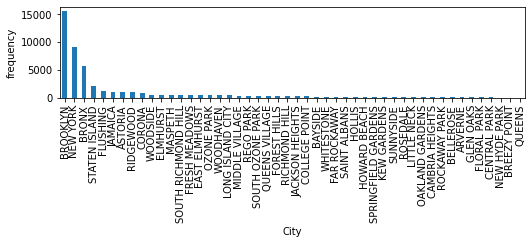 frequency
15000
10000
5000
0
BROOKLYN
NEW YORK
BRONX
STATEN ISLAND
FLUSHING
JAMAICA
ASTORIA
RIDGEWOOD
CORONA
WOODSIDE
ELMHURST
MASPETH
SOUTH RICHMOND HILL
FRESH MEADOWS
EAST ELMHURST
OZONE PARK
WOODHAVEN
LONG ISLAND CITY
MIDDLE VILLAGE
REGO PARK
SOUTH OZONE PARK
QUEENS VILLAGE
FOREST HILLS
RICHMOND HILL
JACKSON HEIGHTS
COLLEGE POINT
BAYSIDE
WHITESTONE
FAR ROCKAWAY
SAINT ALBANS
HOLLIS
HOWARD BEACH
SPRINGFIELD GARDENS
KEW GARDENS
SUNNYSIDE
ROSEDALE
LITTLE NECK
OAKLAND GARDENS
CAMBRIA HEIGHTS
ROCKAWAY PARK
BELLEROSE
ARVERNE
GLEN OAKS
FLORAL PARK
CENTRAL PARK
NEW HYDE PARK
BREEZY POINT
QUEENS
City